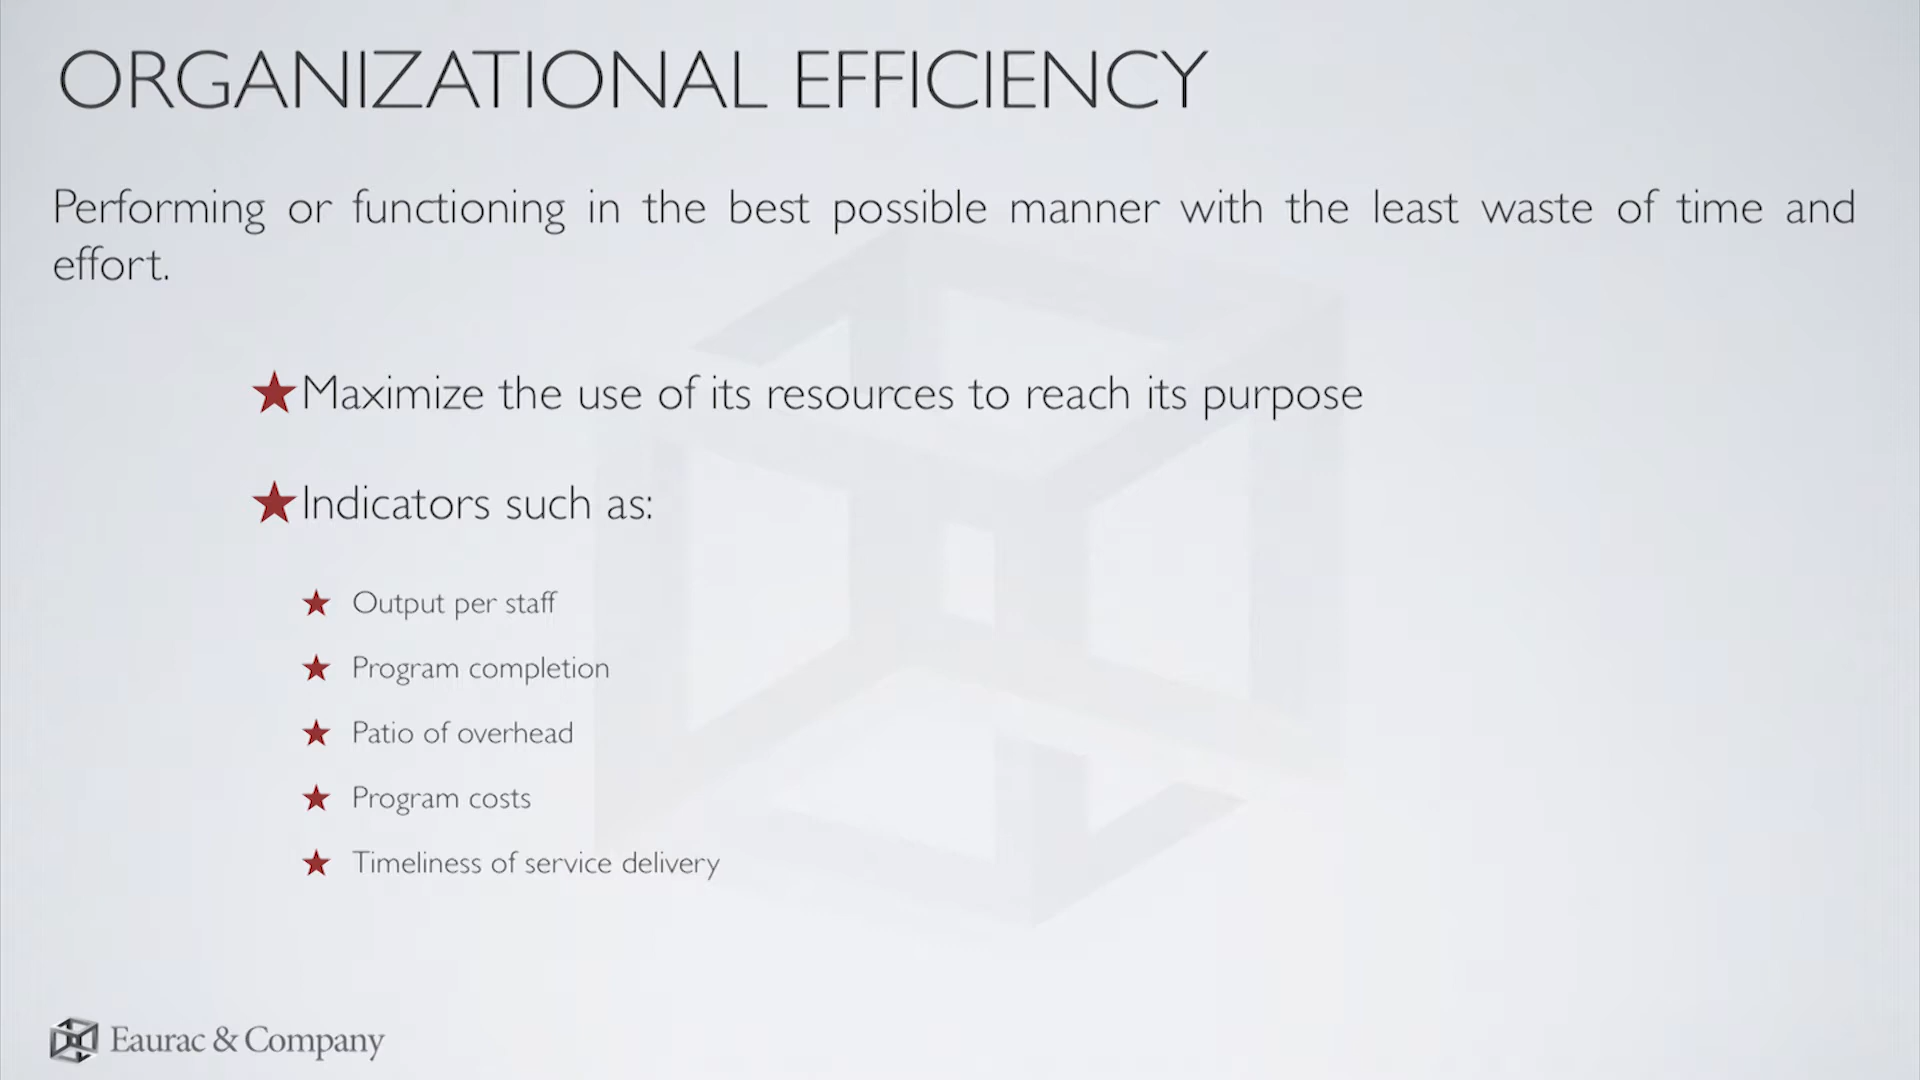 ORGANIZATIONAL EFFICIENCY
Performing or functioning in the best possible manner with the least waste of time and
effort.
Maximize the use of its resources to reach its purpose
Indicators such as:
Output per staff
Program completion
Patio of overhead
Program costs
Timeliness of service delivery
Eaurac & Company